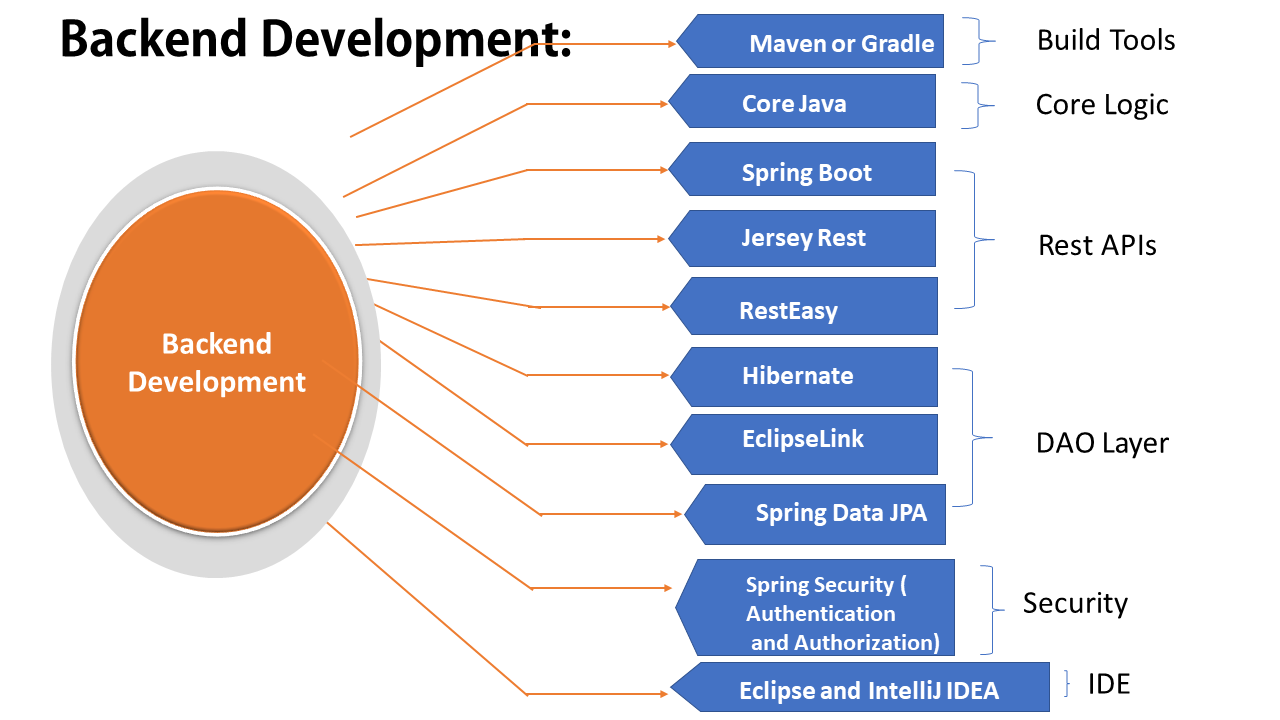 Backend Development:
Maven or Gradle
Build Tools
Core Java
Core Logic
Spring Boot
Jersey Rest
Rest APIs
RestEasy
Backend
Development
Hibernate
EclipseLink
DAO Layer
Spring Data JPA
Spring Security (
Authentication
and Authorization)
Security
Eclipse and IntelliJ IDEA
IDE